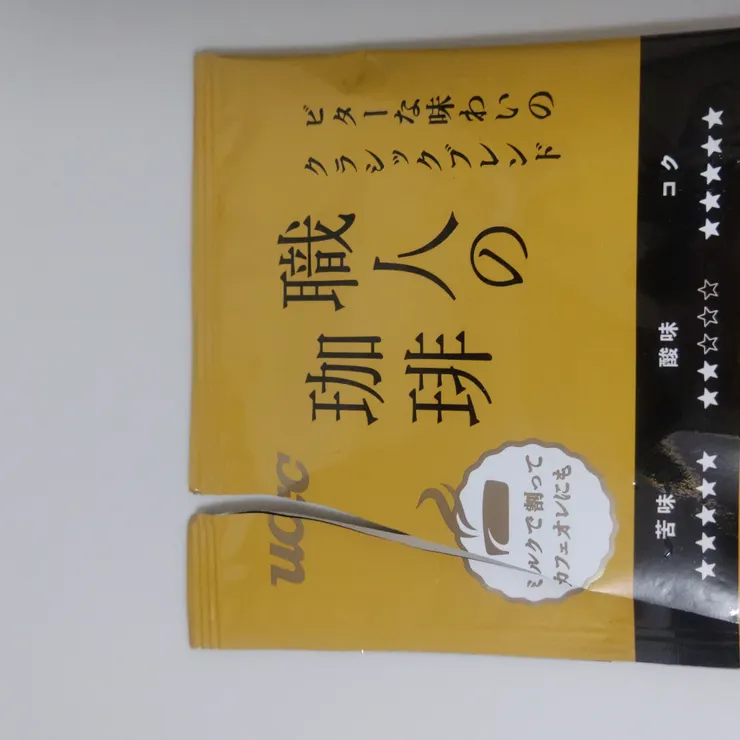 ビターな味わいの
クラシックブレンド
職人の
珈琲
UCC
ミルクで割って
カフェオレにも
苦味
★★★★★
酸味
★★☆☆☆
コク
★★★★★